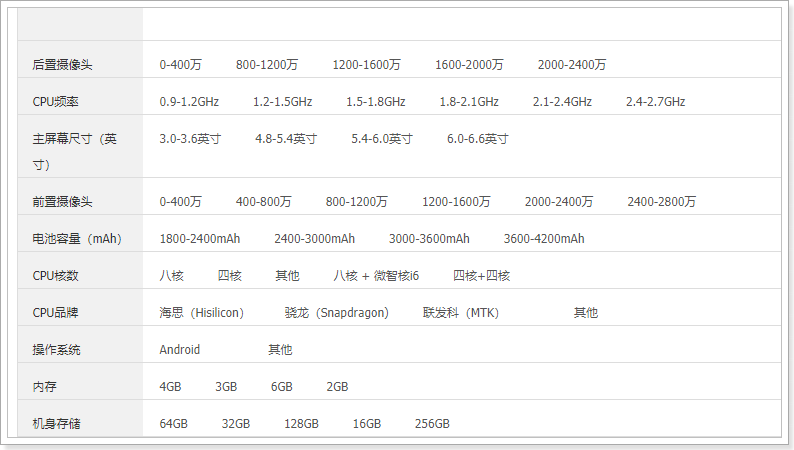 后置摄像头 0-400万 800-1200万 1200-1600万 1600-2000万 2000-2400万
CPU频率 0.9-1.2GHz 1.2-1.5GHz 1.5-1.8GHz 1.8-2.1GHz 2.1-2.4GHz 2.4-2.7GHz
主屏幕尺寸（英 3.0-3.6英寸 4.8-5.4英寸 5.4-6.0英寸 6.0-6.6英寸
寸）
前置摄像头 0-400万 400-800万 800-1200万 1200-1600万 2000-2400万 2400-2800万
电池容量（mAh） 1800-2400mAh 2400-3000mAh 3000-3600mAh 3600-4200mAh
CPU核数 八核 四核 其他 八核 + 微智核i6 四核+四核
CPU品牌 海思（Hisilicon） 骁龙（Snapdragon) 联发科（MTK） 其他
操作系统 Android 其他
内存 4GB 3GB 6GB 2GB
机身存储 64GB 32GB 128GB 16GB 256GB